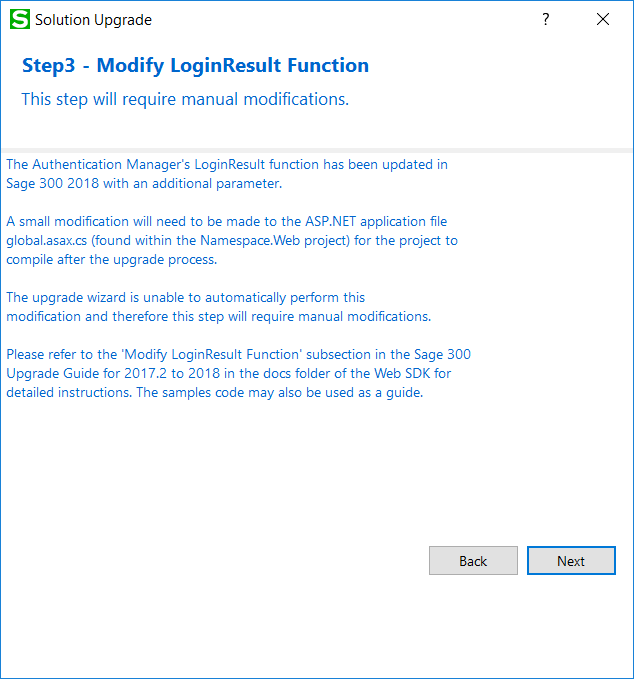 S Solution Upgrade ?
Step3 - Modify LoginResult Function
This step will require manual modifications.
The Authentication Manager's LoginResult function has been updated in
Sage 300 2018 with an additional parameter.
A small modification will need to be made to the ASP.NET application file
global.asax.cs (found within the Namespace.Web project) for the project to
compile after the upgrade process.
The upgrade wizard is unable to automatically perform this
modification and therefore this step will require manual modifications.
Please refer to the 'Modify LoginResult Function' subsection in the Sage 300
Upgrade Guide for 2017.2 to 2018 in the docs folder of the Web SDK for
detailed instructions. The samples code may also be used as a guide.
Back Next